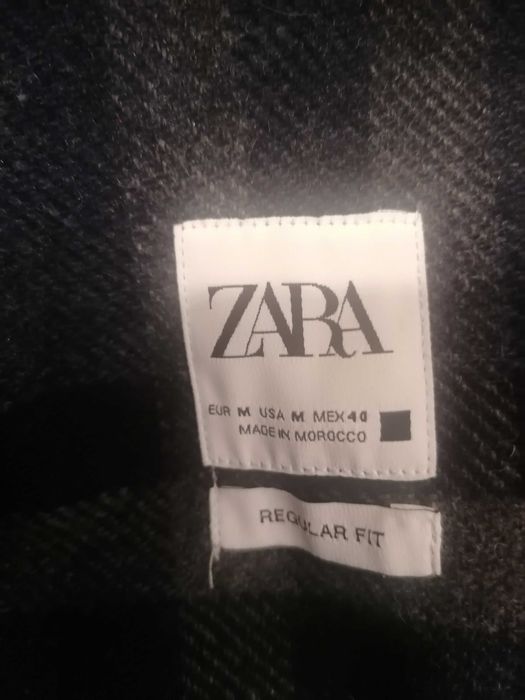 ZARA
EUR M USA M MEX 40
MADE IN MOROCCO
REGULAR FIT